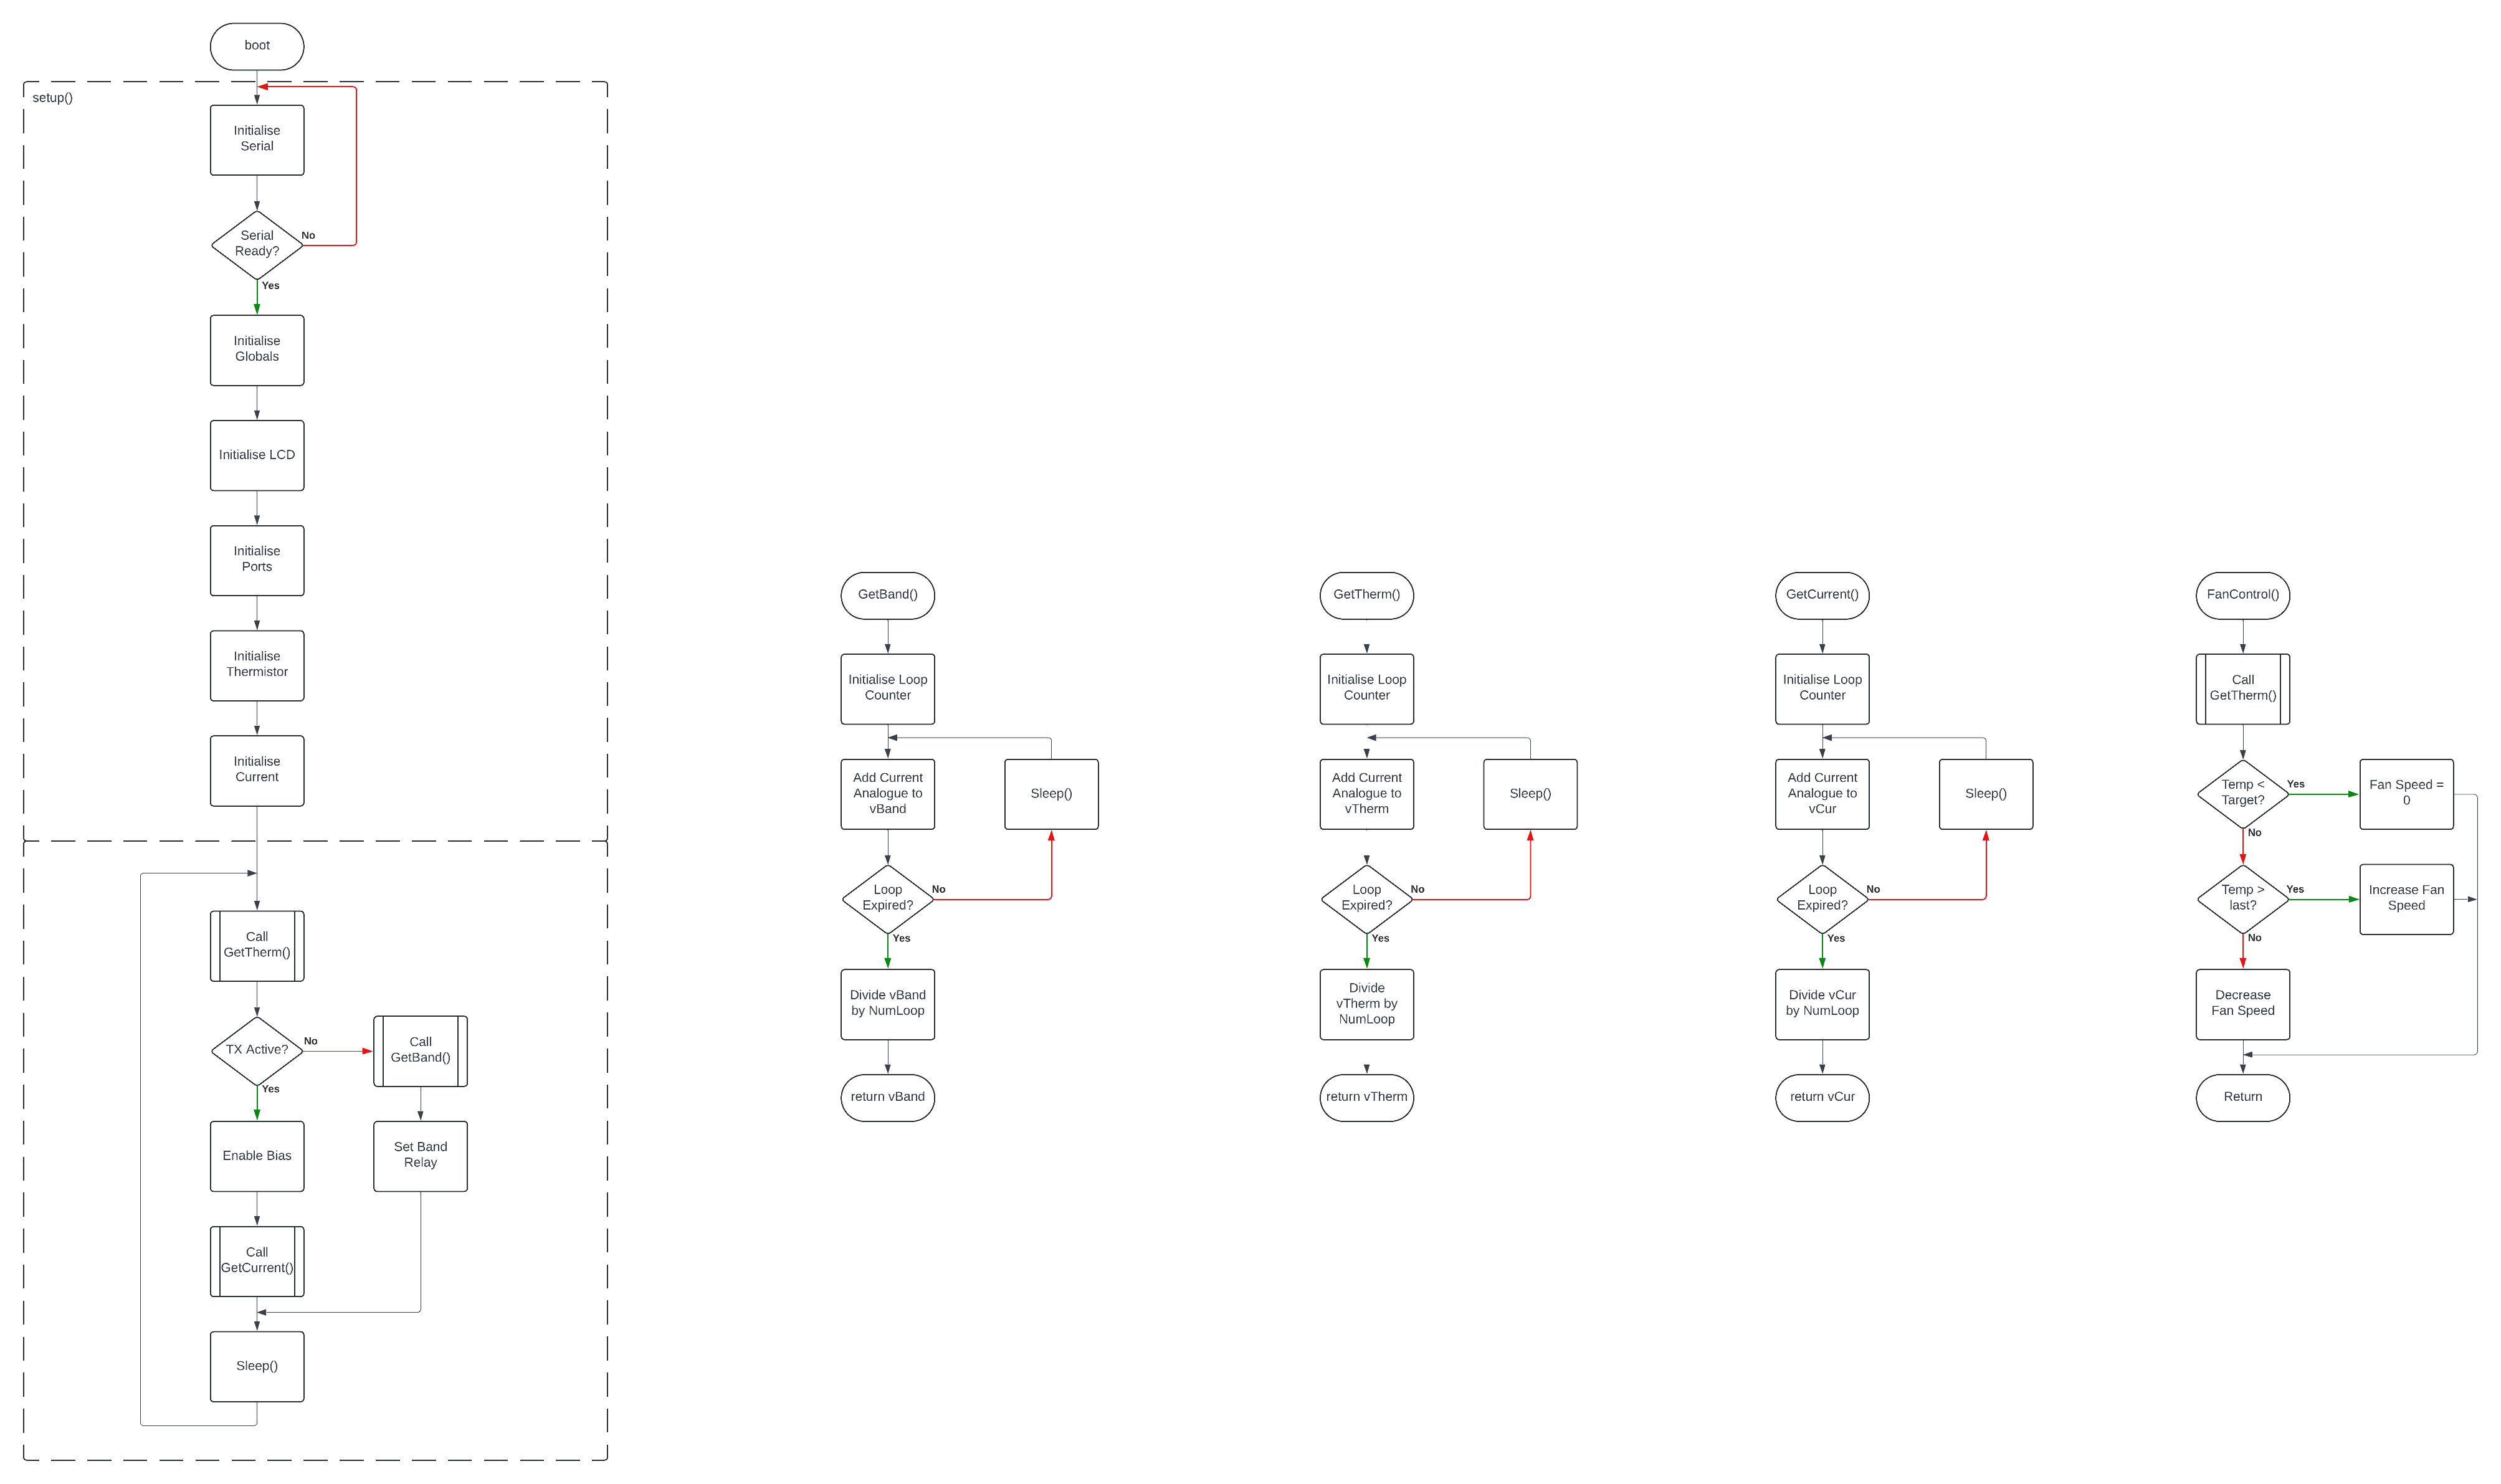 boot
setup()
Initialise
Serial
Serial
Ready?
No
Yes
Initialise
Globals
Initialise LCD
Initialise
Ports
Initialise
Thermistor
Initialise
Current
Call
GetTherm()
TX Active?
No
Yes
Call
GetBand()
Enable Bias
Set Band
Relay
Call
GetCurrent()
Sleep()
GetBand()
Initialise Loop
Counter
Add Current
Analogue to
vBand
Sleep()
Loop
Expired?
No
Yes
Divide vBand
by NumLoop
return vBand
GetTherm()
Initialise Loop
Counter
Add Current
Analogue to
vTherm
Sleep()
Loop
Expired?
No
Yes
Divide
vTherm by
NumLoop
return vTherm
GetCurrent()
Initialise Loop
Counter
Add Current
Analogue to
vCur
Sleep()
Loop
Expired?
No
Yes
Divide vCur
by NumLoop
return vCur
FanControl()
Call
GetTherm()
Temp <
Target?
Yes
No
Fan Speed =
0
Temp >
last?
Yes
No
Increase Fan
Speed
Decrease
Fan Speed
Return